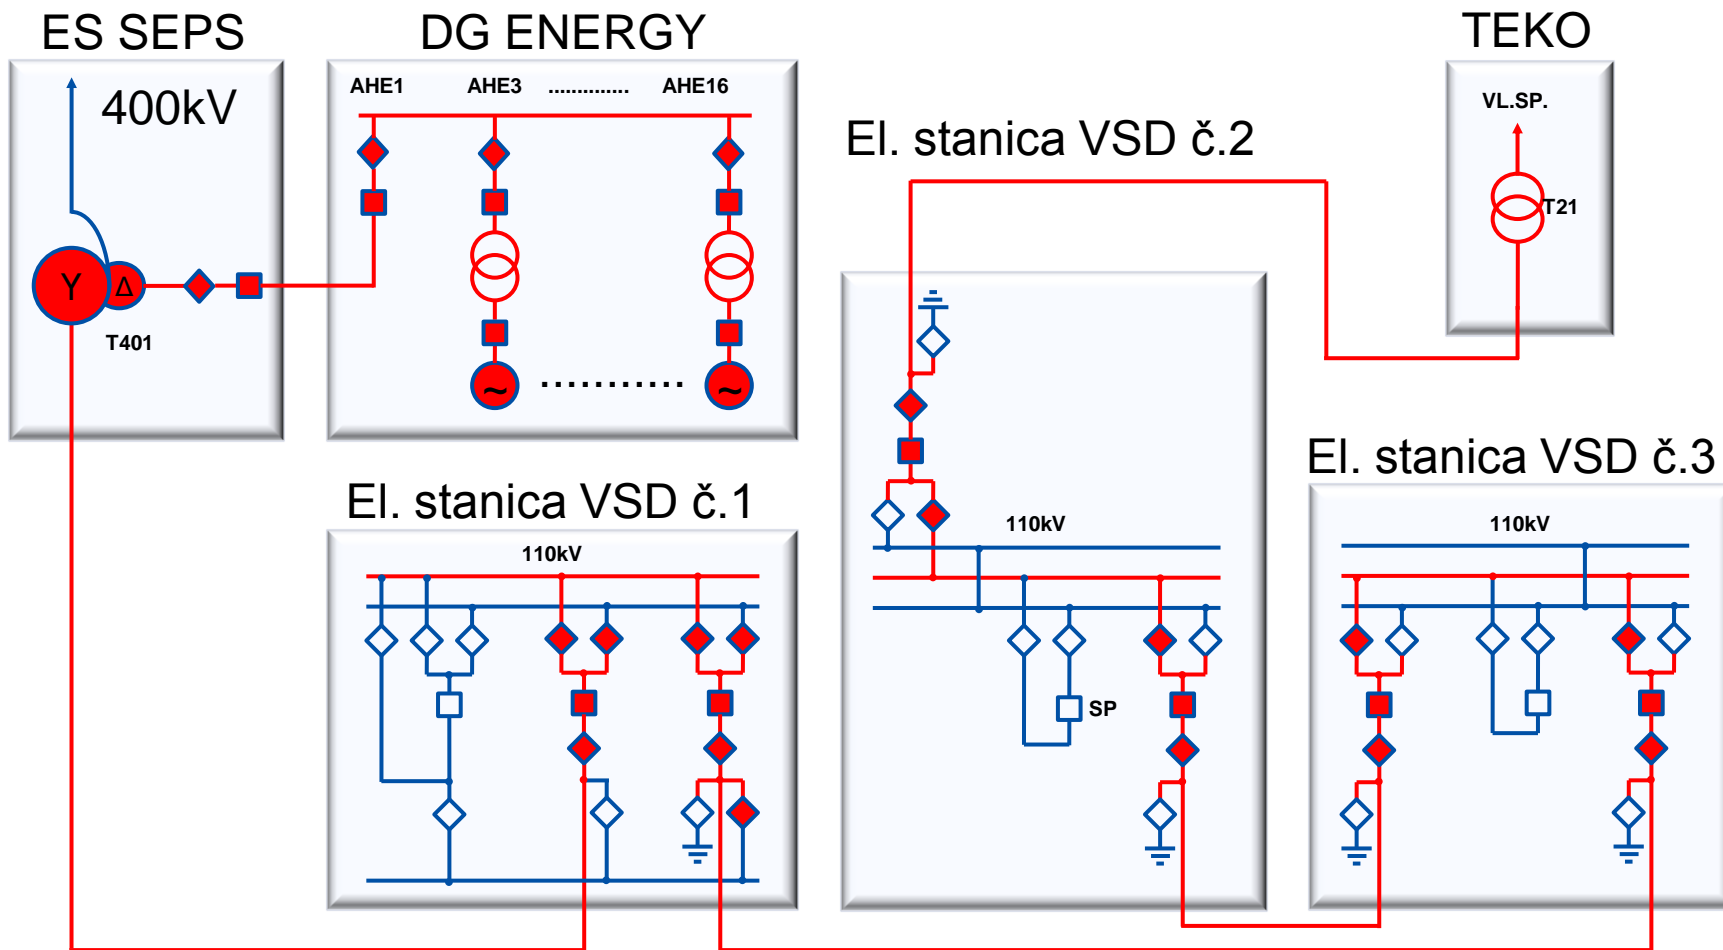 ES SEPS
DG ENERGY
TEKO
400kV
AHE1
AHE3
.............
AHE16
VL.SP.
El. stanica VSD č.2
T21
Y
Δ
T401
~
...........
~
El. stanica VSD č.3
El. stanica VSD č.1
110kV
110kV
110kV
SP